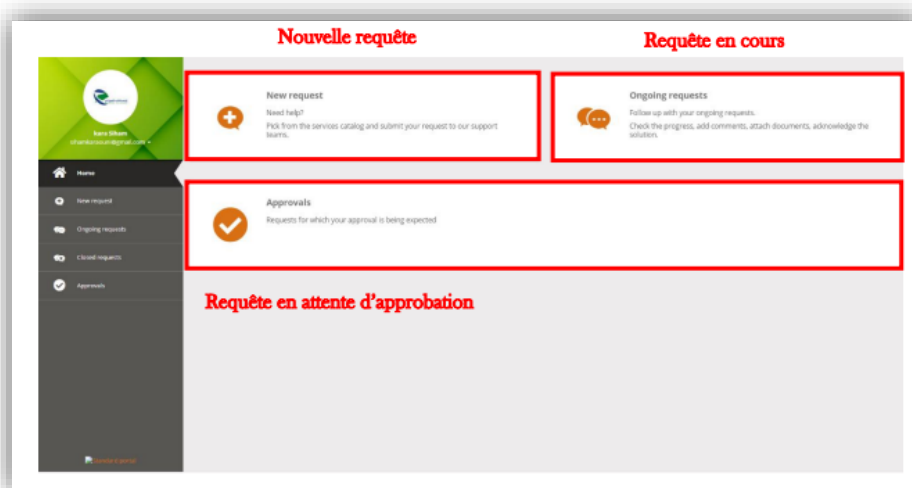 Nouvelle requête
Requête en cours
New request
Need help?
Pick from the services catalog and submit your request to our support
teams.
Ongoing requests
Follow up with your ongoing requests.
Check the progress, add comments, attach documents, acknowledge the
solution.
kara Siham
Home
New request
Ongoing requests
Closed requests
Approvals
Approvals
Requests for which your approval is being expected
Requête en attente d’approbation